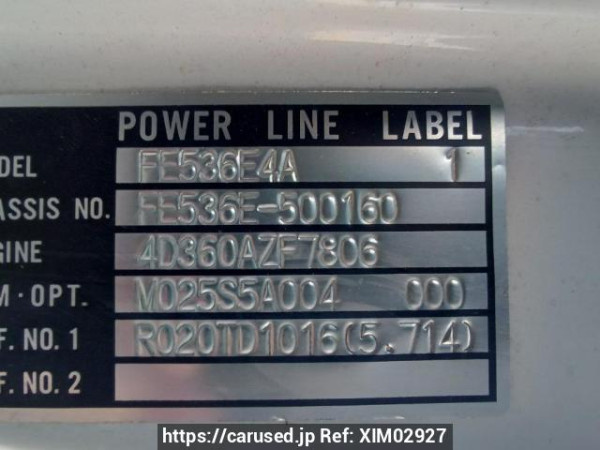 POWER LINE LABEL
ODEL FE536E4A 1
ASSIS NO. FE536E-500160
GINE 4D360AZF7806
M·OPT. M025S5A004 000
F. NO. 1 R020TD1016(5.714)
F. NO. 2
https://carused.jp Ref: XIM02927